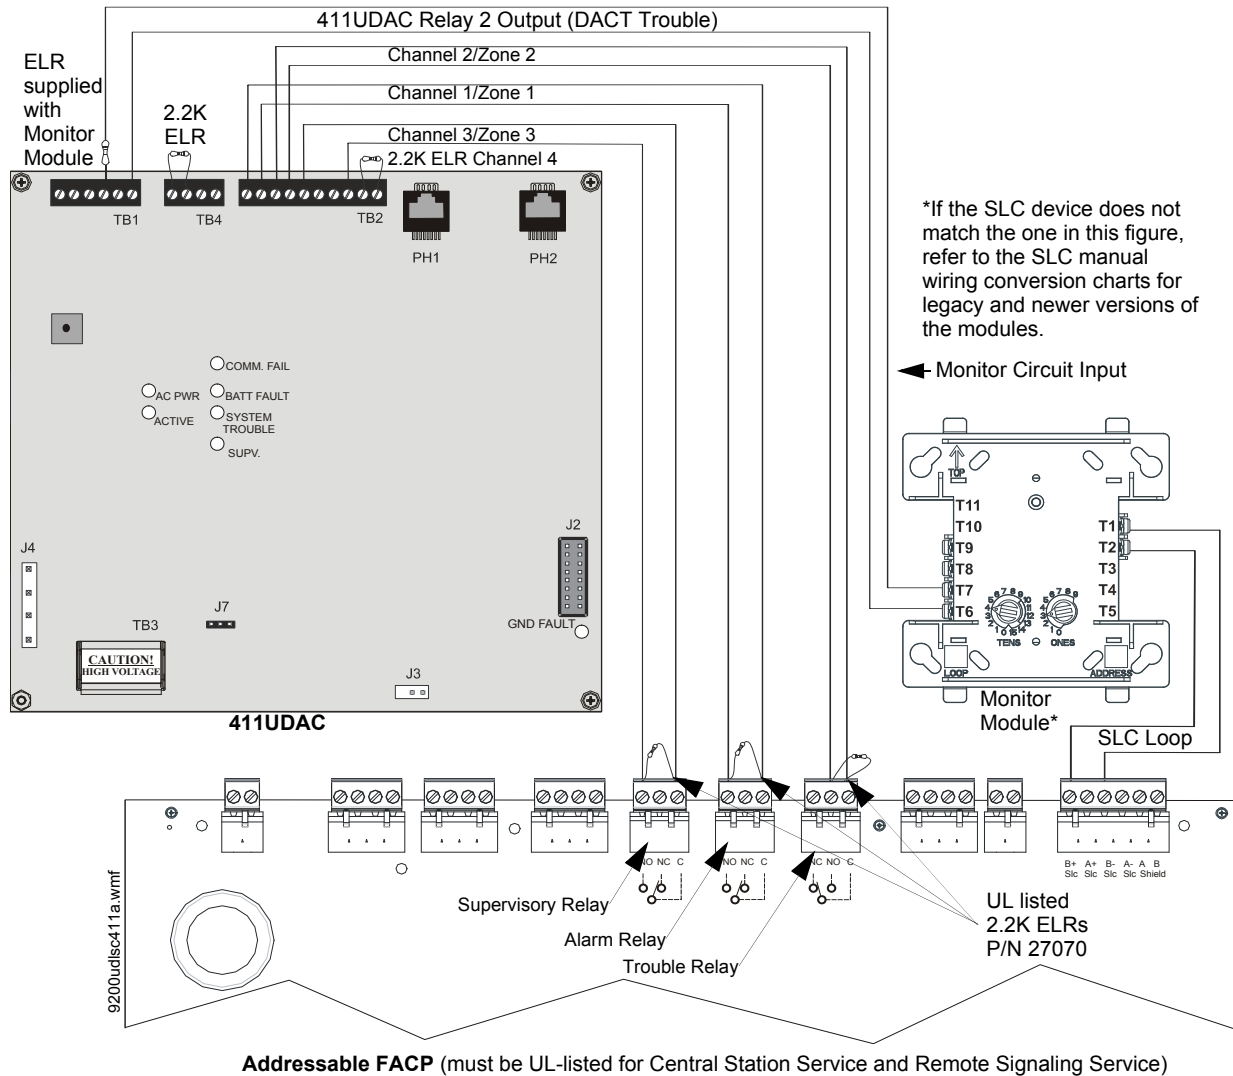 411UDAC Relay 2 Output (DACT Trouble)
Channel 2/Zone 2
ELR
supplied
with
Monitor
Module
2.2K
ELR
Channel 1/Zone 1
Channel 3/Zone 3
2.2K ELR Channel 4
TB1
TB4
TB2
PH1
PH2
*If the SLC device does not
match the one in this figure,
refer to the SLC manual
wiring conversion charts for
legacy and newer versions of
the modules.
Monitor Circuit Input
COMM. FAIL
AC PWR
BATT FAULT
ACTIVE
SYSTEM
TROUBLE
SUPV.
J4
J2
J7
TB3
GND FAULT
CAUTION!
HIGH VOLTAGE
J3
411UDAC
TOP
T11
T10
T9
T8
T7
T6
T1
T2
T3
T4
T5
TENS
ONES
LOOP
ADDRESS
Monitor
Module*
SLC Loop
NO NC C
NO NC C
NC NO C
B+ A+ B- A- A B
Slc Slc Slc Slc Shield
Supervisory Relay
Alarm Relay
Trouble Relay
UL listed
2.2K ELRs
P/N 27070
9200udlsc411a.wmf
Addressable FACP (must be UL-listed for Central Station Service and Remote Signaling Service)